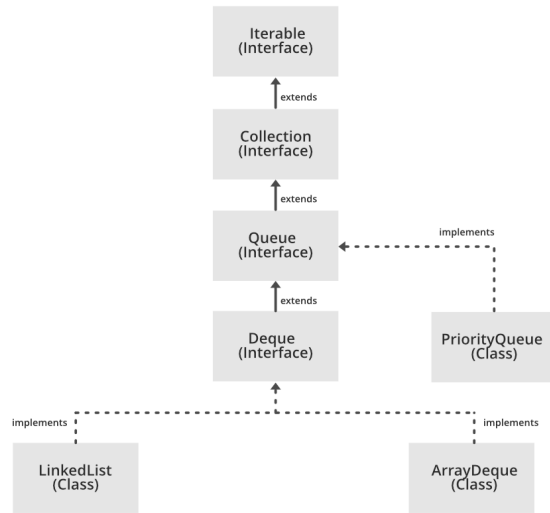 Iterable
(Interface)
extends
Collection
(Interface)
extends
Queue
(Interface)
implements
extends
Deque
(Interface)
PriorityQueue
(Class)
implements
implements
LinkedList
(Class)
ArrayDeque
(Class)